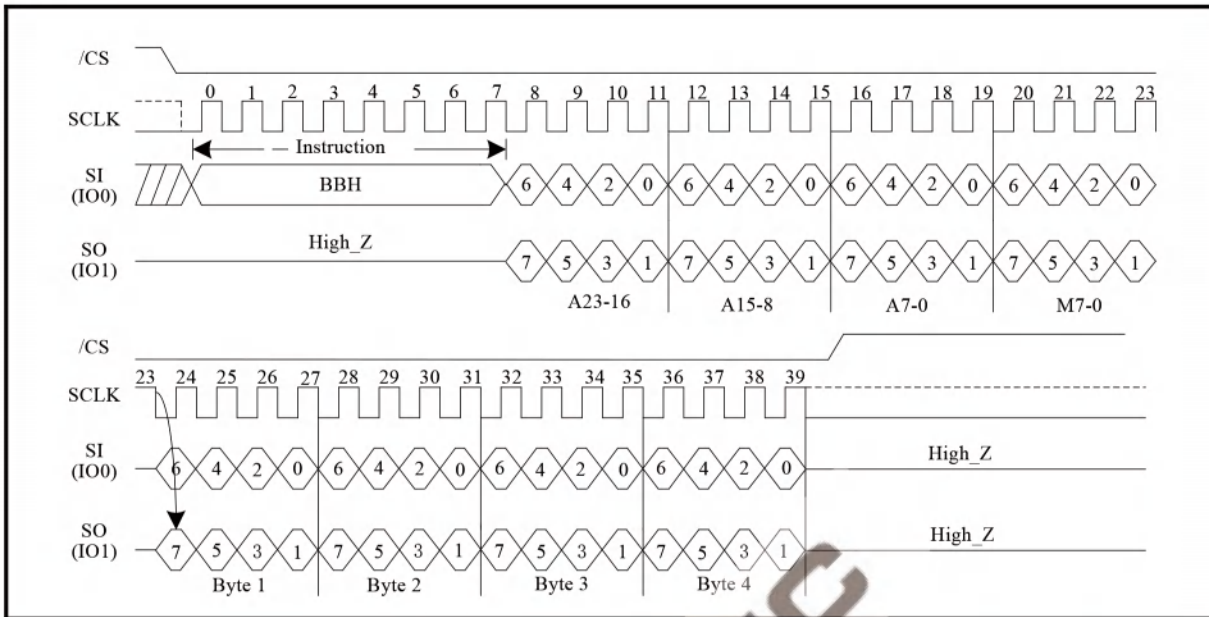 /CS
0 1 2 3 4 5 6 7 8 9 10 11 12 13 14 15 16 17 18 19 20 21 22 23
SCLK
Instruction
SI
(IO0)
BBH
6 4 2 0 6 4 2 0 6 4 2 0 6 4 2 0
SO
(IO1)
High_Z
7 5 3 1 7 5 3 1 7 5 3 1 7 5 3 1
A23-16 A15-8 A7-0 M7-0
/CS
23 24 25 26 27 28 29 30 31 32 33 34 35 36 37 38 39
SCLK
SI
(IO0)
6 4 2 0 6 4 2 0 6 4 2 0 6 4 2 0
High_Z
SO
(IO1)
7 5 3 1 7 5 3 1 7 5 3 1 7 5 3 1
High_Z
Byte 1 Byte 2 Byte 3 Byte 4